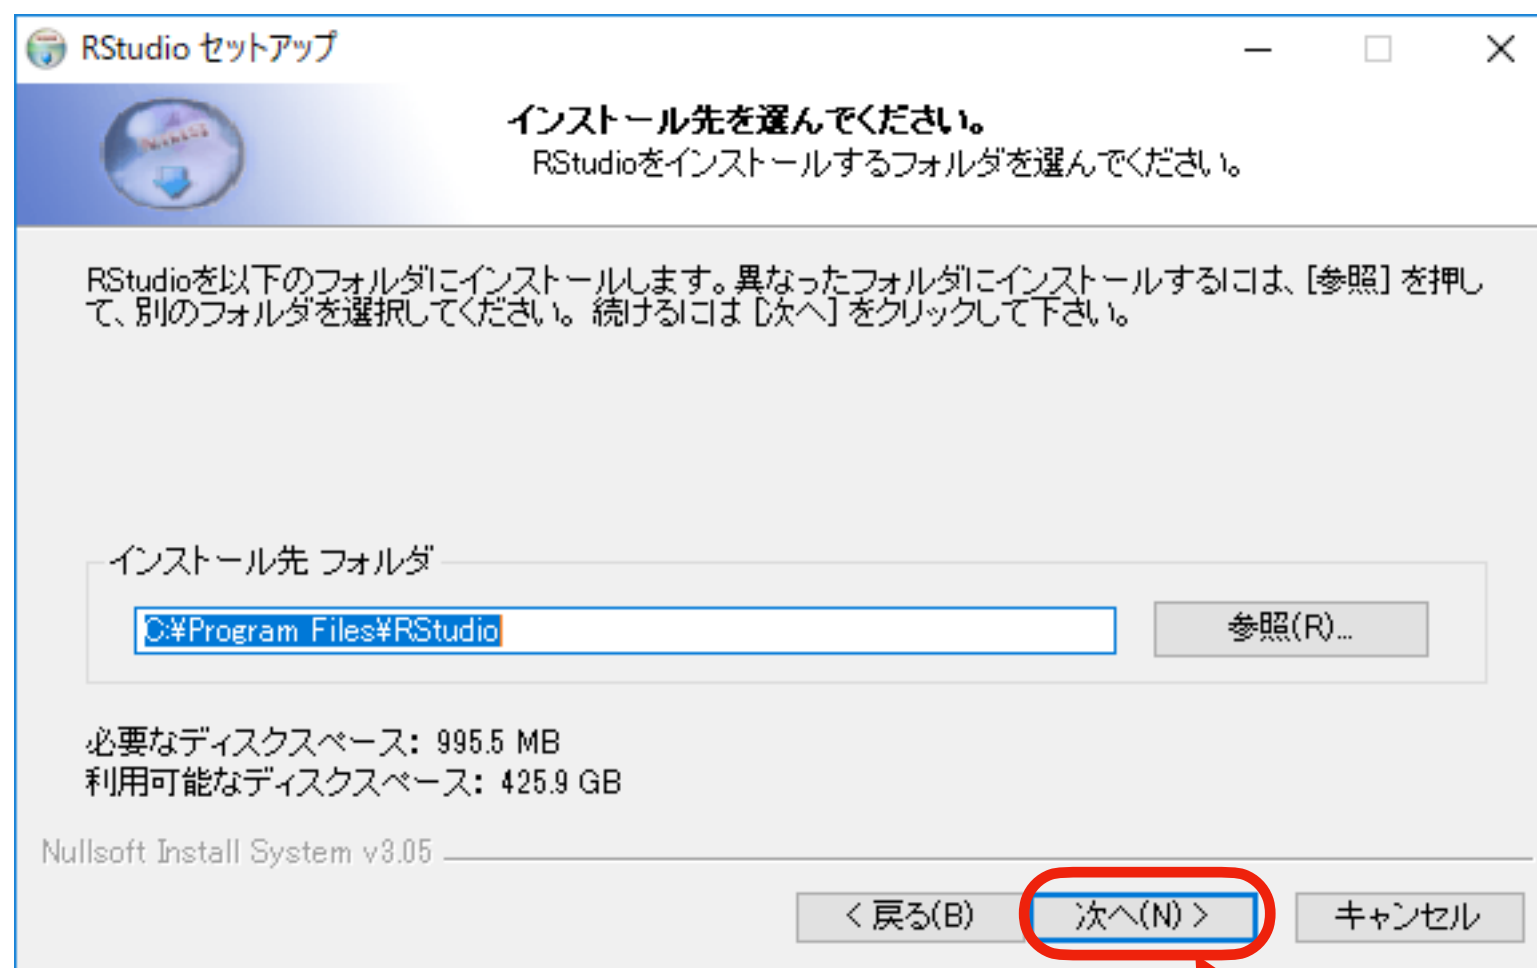 RStudio セットアップ
インストール先を選んでください。
RStudioをインストールするフォルダを選んでください。
RStudioを以下のフォルダにインストールします。異なったフォルダにインストールするには、[参照] を押し
て、別のフォルダを選択してください。 続けるには [次へ] をクリックして下さい。
インストール先 フォルダ
C:¥Program Files¥RStudio
参照(R)...
必要なディスクスペース: 995.5 MB
利用可能なディスクスペース: 425.9 GB
Nullsoft Install System v3.05
< 戻る(B)
次へ(N) >
キャンセル